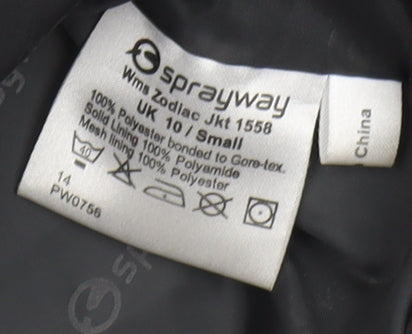 sprayway
Wms Zodiac Jkt 1558
UK 10 / Small
100% Polyester bonded to Gore-tex.
Solid Lining 100% Polyamide
Mesh lining 100% Polyester
40
14
PW0756
China